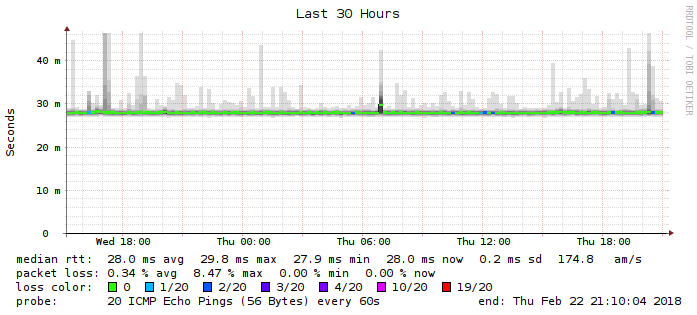 Last 30 Hours
RRDTOOL / TOBI OETIKER
Seconds
40 m
30 m
20 m
10 m
0
Wed 18:00 Thu 00:00 Thu 06:00 Thu 12:00 Thu 18:00
median rtt: 28.0 ms avg 29.8 ms max 27.9 ms min 28.0 ms now 0.2 ms sd 174.8 am/s
packet loss: 0.34 % avg 8.47 % max 0.00 % min 0.00 % now
loss color: 0 1/20 2/20 3/20 4/20 10/20 19/20
probe: 20 ICMP Echo Pings (56 Bytes) every 60s end: Thu Feb 22 21:10:04 2018